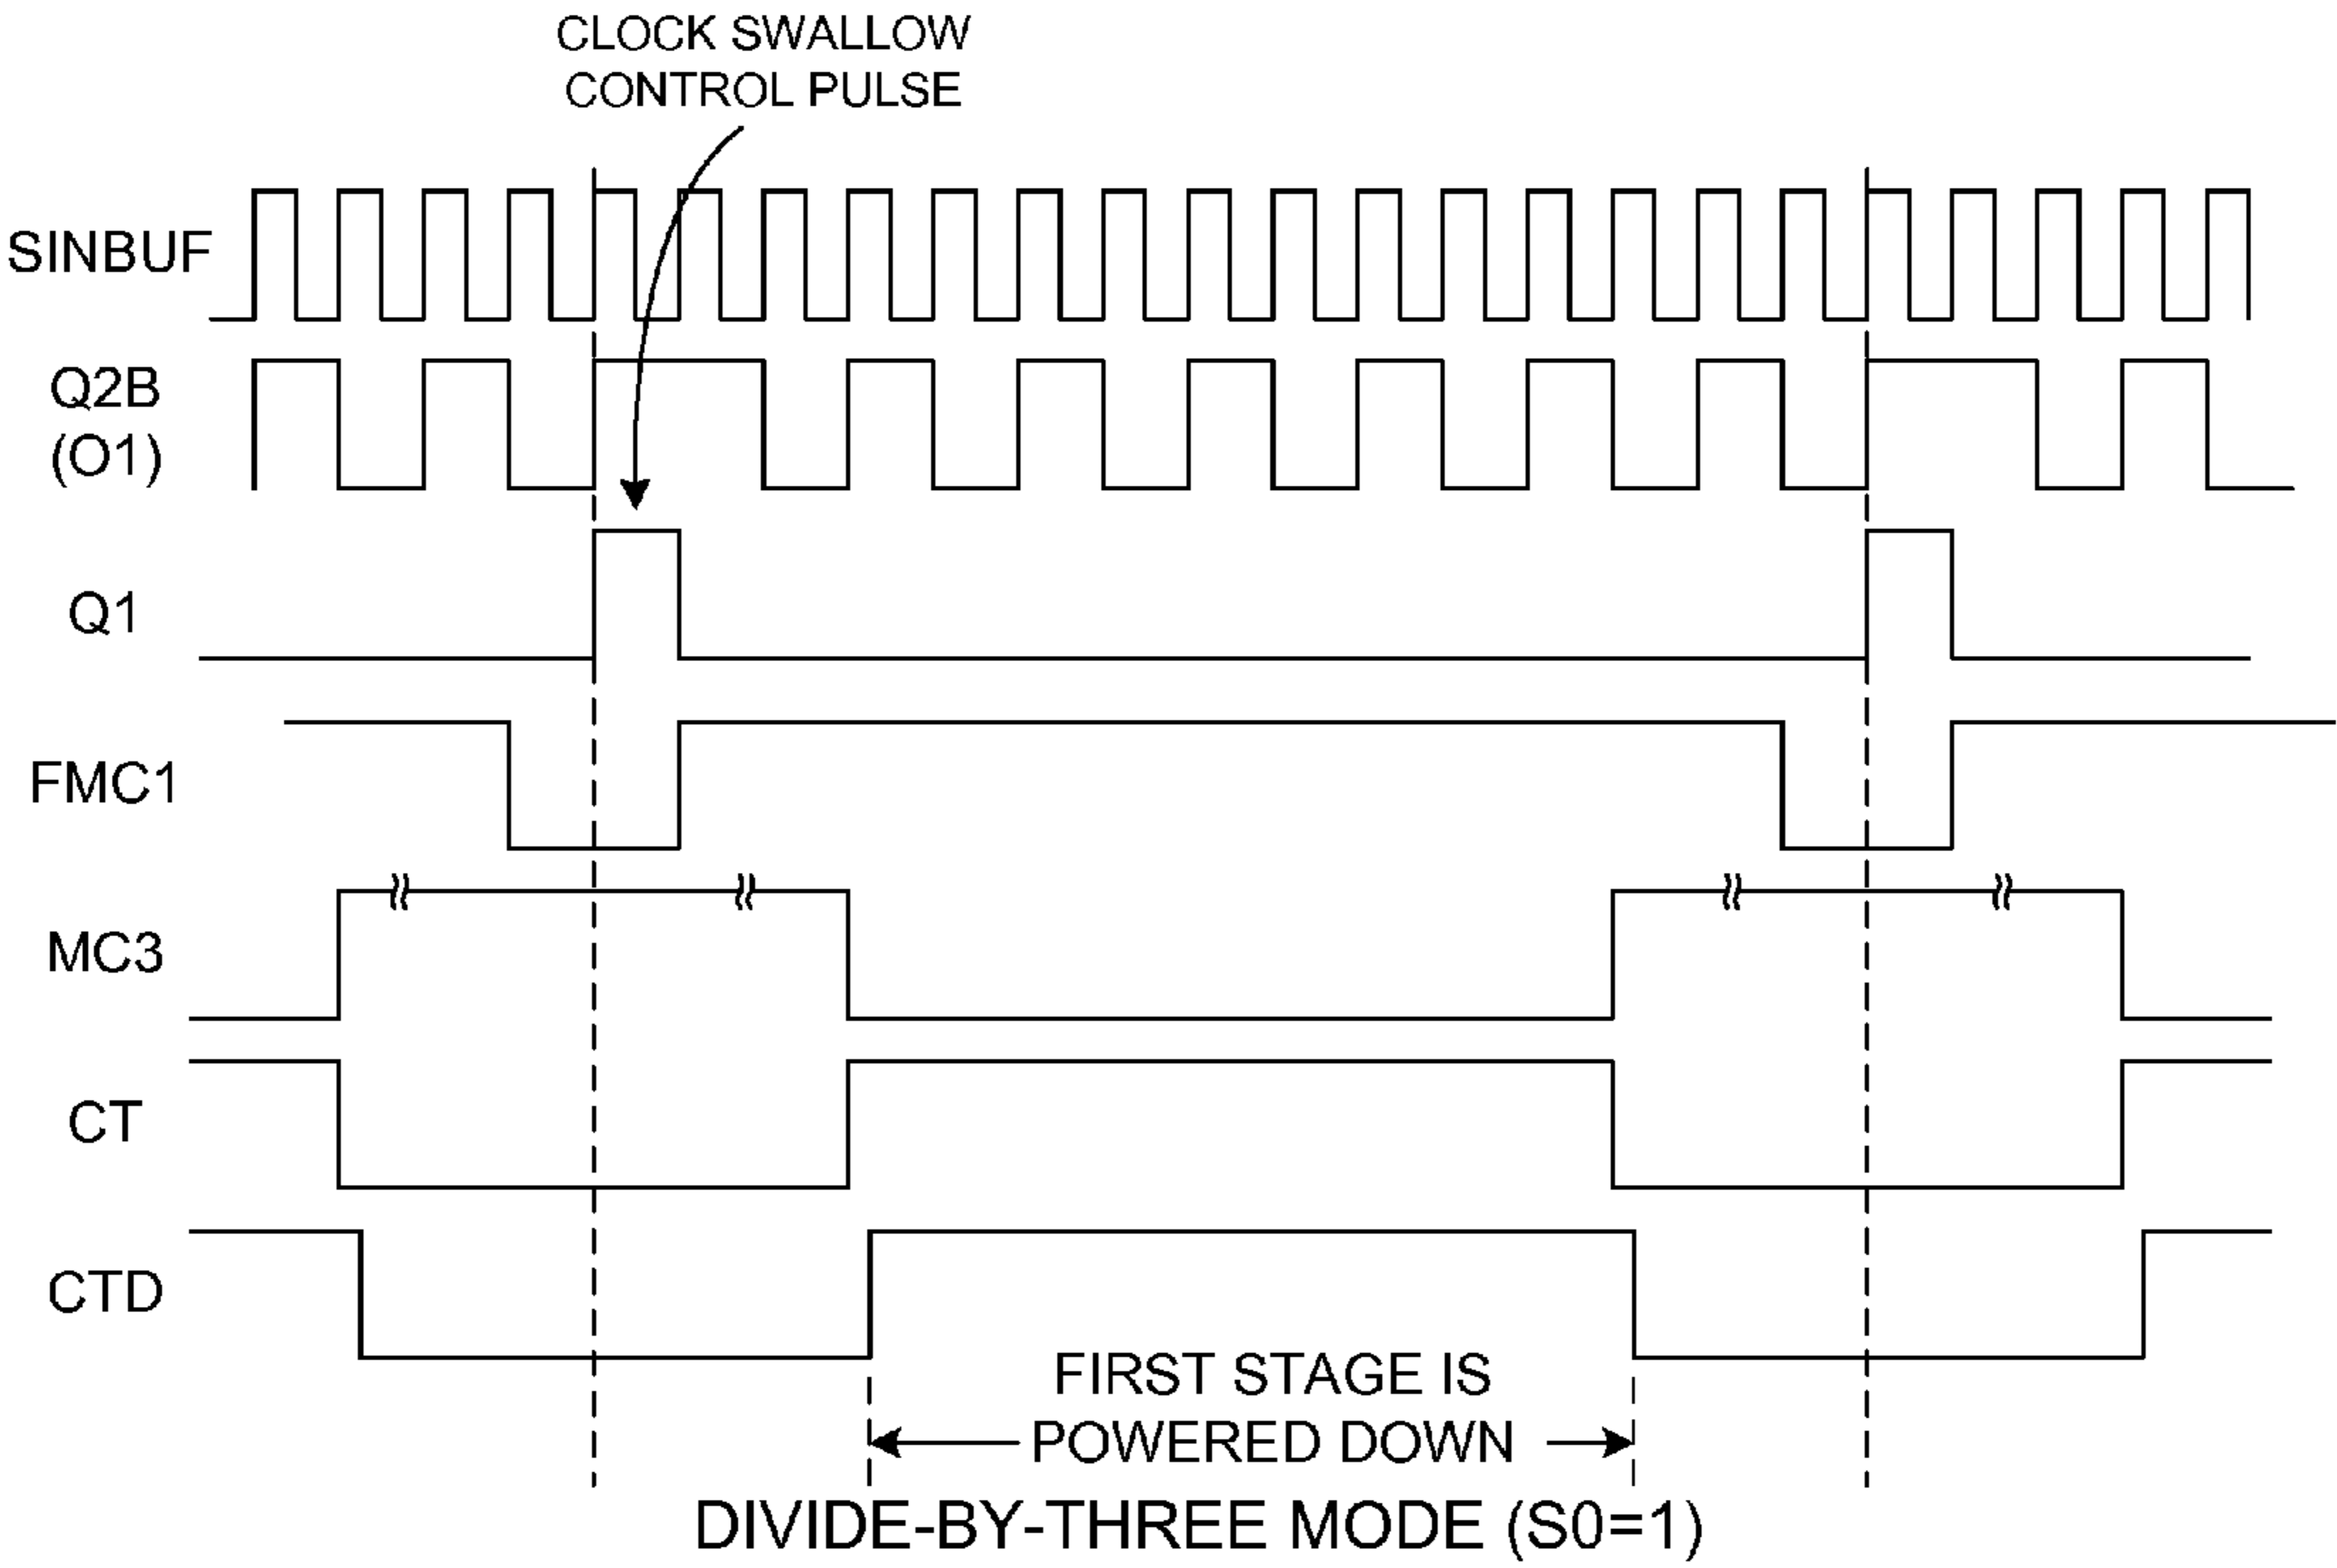 CLOCK SWALLOW
CONTROL PULSE
SINBUF
Q2B
(O1)
Q1
FMC1
MC3
CT
CTD
FIRST STAGE IS
POWERED DOWN
DIVIDE-BY-THREE MODE (S0=1)